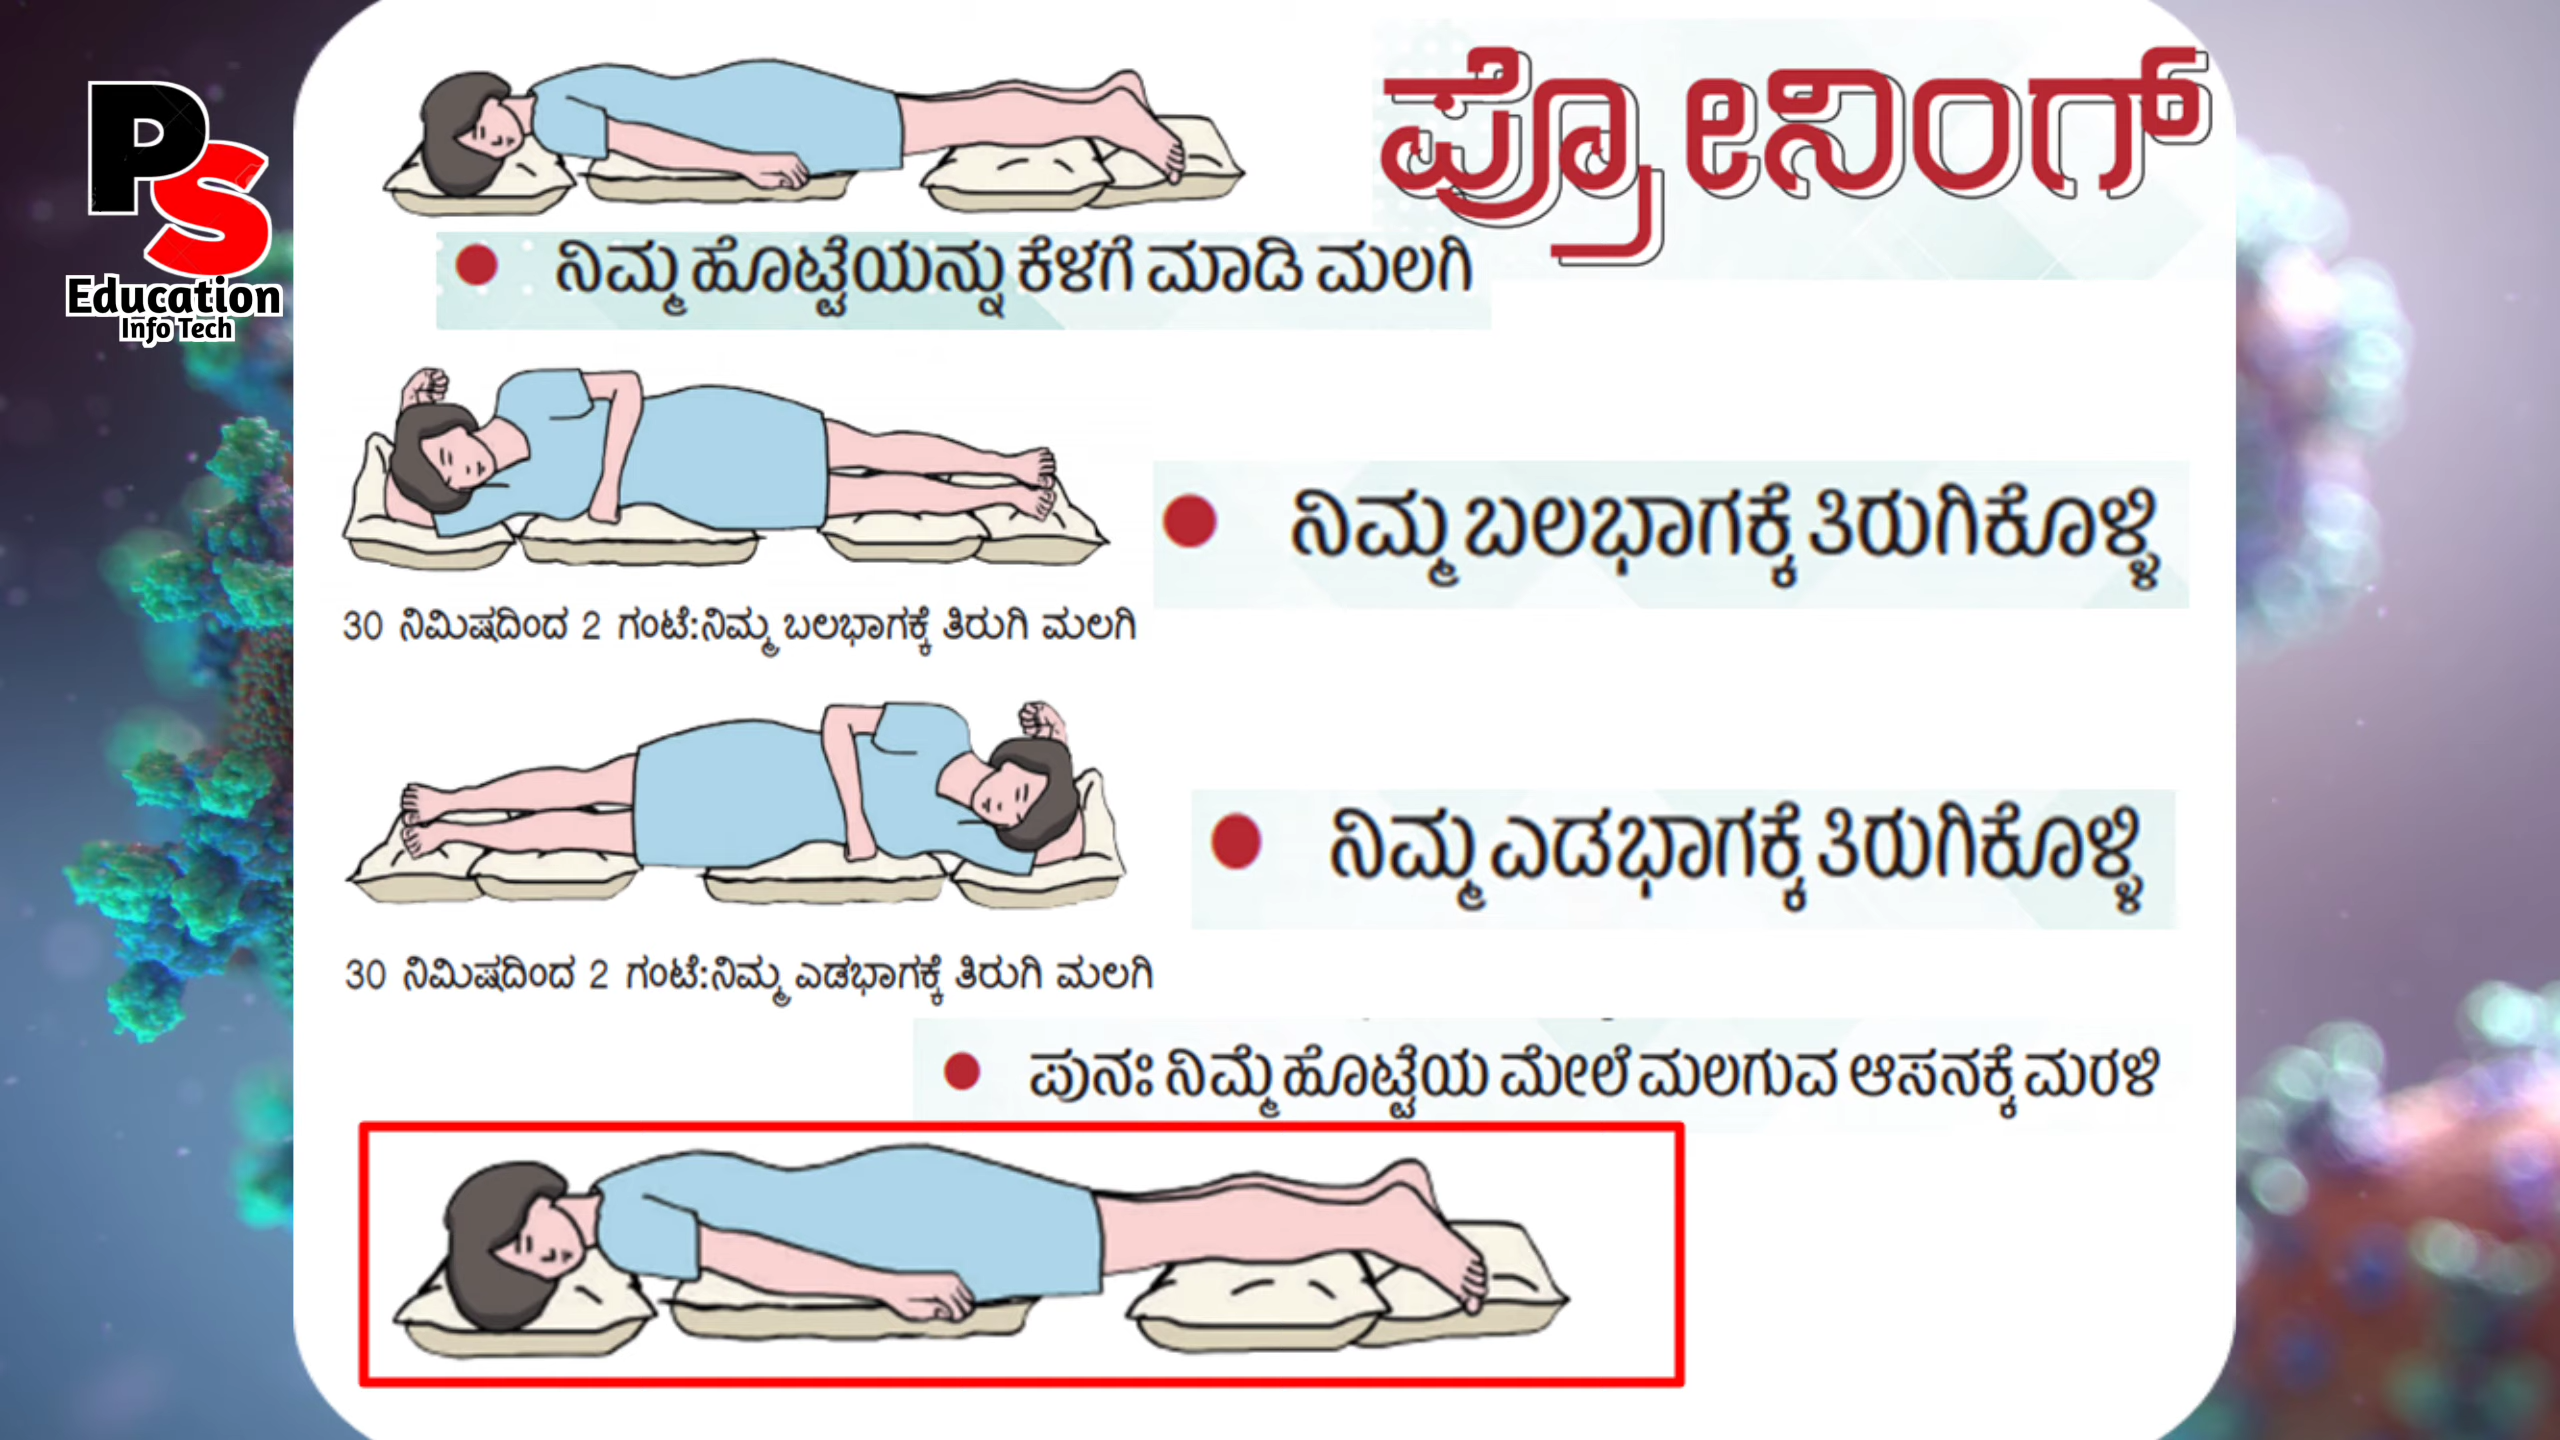 PS
Education
Info Tech
ಪ್ರೋನಿಂಗ್
ನಿಮ್ಮ ಹೊಟ್ಟೆಯನ್ನು ಕೆಳಗೆ ಮಾಡಿ ಮಲಗಿ
ನಿಮ್ಮ ಬಲಭಾಗಕ್ಕೆ ತಿರುಗಿಕೊಳ್ಳಿ
30 ನಿಮಿಷದಿಂದ 2 ಗಂಟೆ:ನಿಮ್ಮ ಬಲಭಾಗಕ್ಕೆ ತಿರುಗಿ ಮಲಗಿ
ನಿಮ್ಮ ಎಡಭಾಗಕ್ಕೆ ತಿರುಗಿಕೊಳ್ಳಿ
30 ನಿಮಿಷದಿಂದ 2 ಗಂಟೆ:ನಿಮ್ಮ ಎಡಭಾಗಕ್ಕೆ ತಿರುಗಿ ಮಲಗಿ
ಪುನಃ ನಿಮ್ಮೆ ಹೊಟ್ಟೆಯ ಮೇಲೆ ಮಲಗುವ ಆಸನಕ್ಕೆ ಮರಳಿ